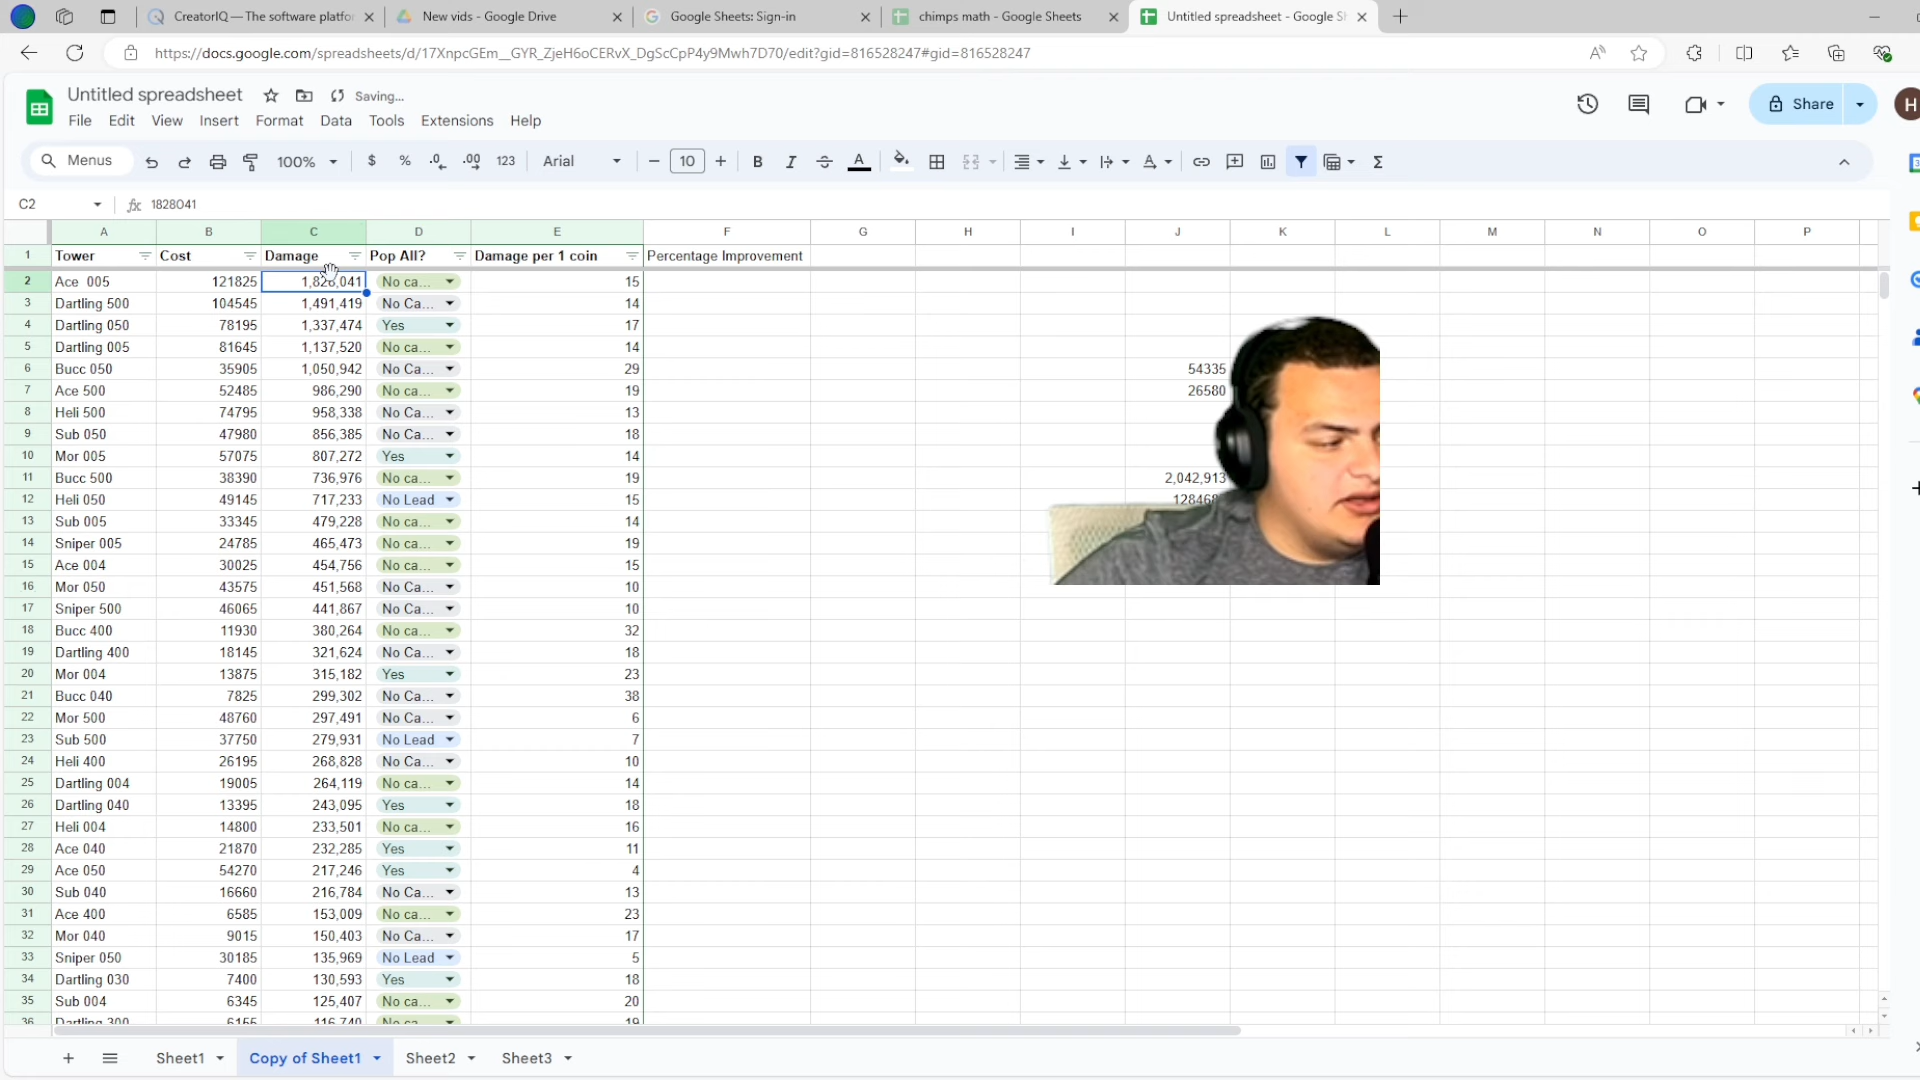 CreatorIQ — The software platfor
New vids - Google Drive
Google Sheets: Sign-in
chimps math - Google Sheets
Untitled spreadsheet - Google Sh
https://docs.google.com/spreadsheets/d/17XnpcGEm__GYR_ZjeH6oCERvX_DgScCpP4y9Mwh7D70/edit?gid=816528247#gid=816528247
Untitled spreadsheet Saving...
File Edit View Insert Format Data Tools Extensions Help
Share H
Menus 100% $ % .0 .00 123 Arial 10 B I A Σ
C2 fx 1828041
A B C D E F G H I J K L M N O P
1 Tower Cost Damage Pop All? Damage per 1 coin Percentage Improvement
2 Ace 005 121825 1,828,041 No ca... 15
3 Dartling 500 104545 1,491,419 No Ca... 14
4 Dartling 050 78195 1,337,474 Yes 17
5 Dartling 005 81645 1,137,520 No ca... 14
6 Bucc 050 35905 1,050,942 No Ca... 29 54335
7 Ace 500 52485 986,290 No ca... 19 26580
8 Heli 500 74795 958,338 No Ca... 13
9 Sub 050 47980 856,385 No Ca... 18
10 Mor 005 57075 807,272 Yes 14
11 Bucc 500 38390 736,976 No ca... 19 2,042,913
12 Heli 050 49145 717,233 No Lead 15
13 Sub 005 33345 479,228 No ca... 14
14 Sniper 005 24785 465,473 No ca... 19
15 Ace 004 30025 454,756 No ca... 15
16 Mor 050 43575 451,568 No Ca... 10
17 Sniper 500 46065 441,867 No Ca... 10
18 Bucc 400 11930 380,264 No ca... 32
19 Dartling 400 18145 321,624 No Ca... 18
20 Mor 004 13875 315,182 Yes 23
21 Bucc 040 7825 299,302 No Ca... 38
22 Mor 500 48760 297,491 No Ca... 6
23 Sub 500 37750 279,931 No Lead 7
24 Heli 400 26195 268,828 No Ca... 10
25 Dartling 004 19005 264,119 No ca... 14
26 Dartling 040 13395 243,095 Yes 18
27 Heli 004 14800 233,501 No ca... 16
28 Ace 040 21870 232,285 Yes 11
29 Ace 050 54270 217,246 Yes 4
30 Sub 040 16660 216,784 No Ca... 13
31 Ace 400 6585 153,009 No ca... 23
32 Mor 040 9015 150,403 No Ca... 17
33 Sniper 050 30185 135,969 No Lead 5
34 Dartling 030 7400 130,593 Yes 18
35 Sub 004 6345 125,407 No ca... 20
36 Dartling 300 116,740 No ca 19
Sheet1 Copy of Sheet1 Sheet2 Sheet3